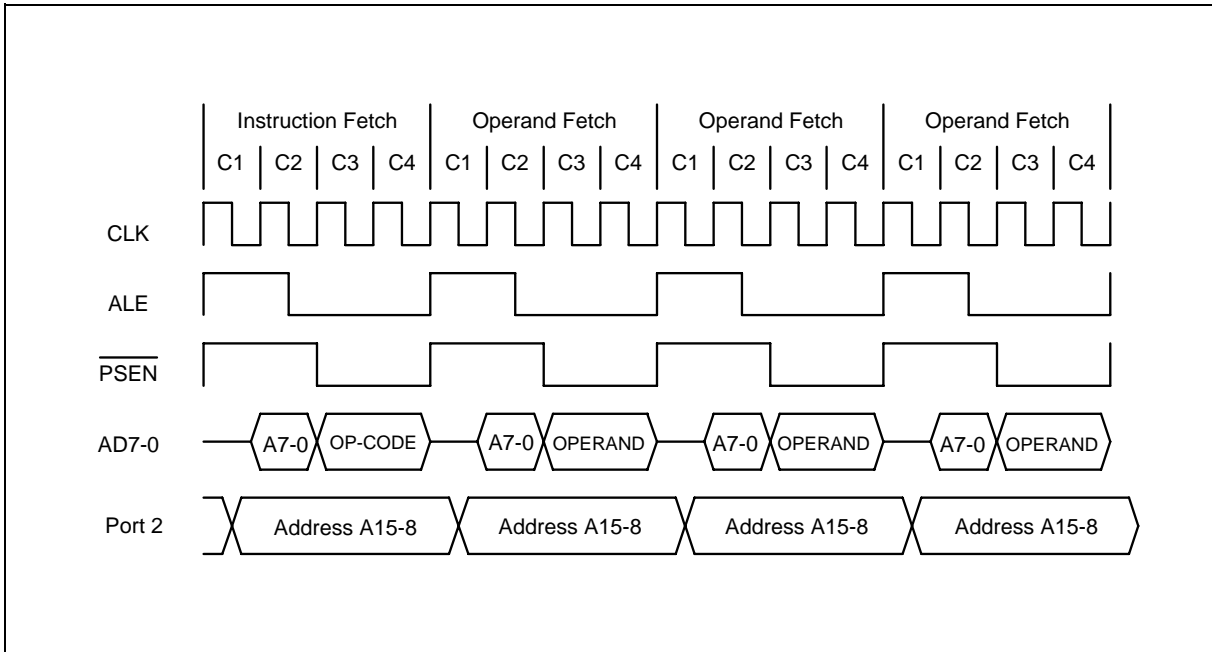 Instruction Fetch Operand Fetch Operand Fetch Operand Fetch
C1 C2 C3 C4 C1 C2 C3 C4 C1 C2 C3 C4 C1 C2 C3 C4
CLK
ALE
PSEN
AD7-0 A7-0 OP-CODE A7-0 OPERAND A7-0 OPERAND A7-0 OPERAND
Port 2 Address A15-8 Address A15-8 Address A15-8 Address A15-8